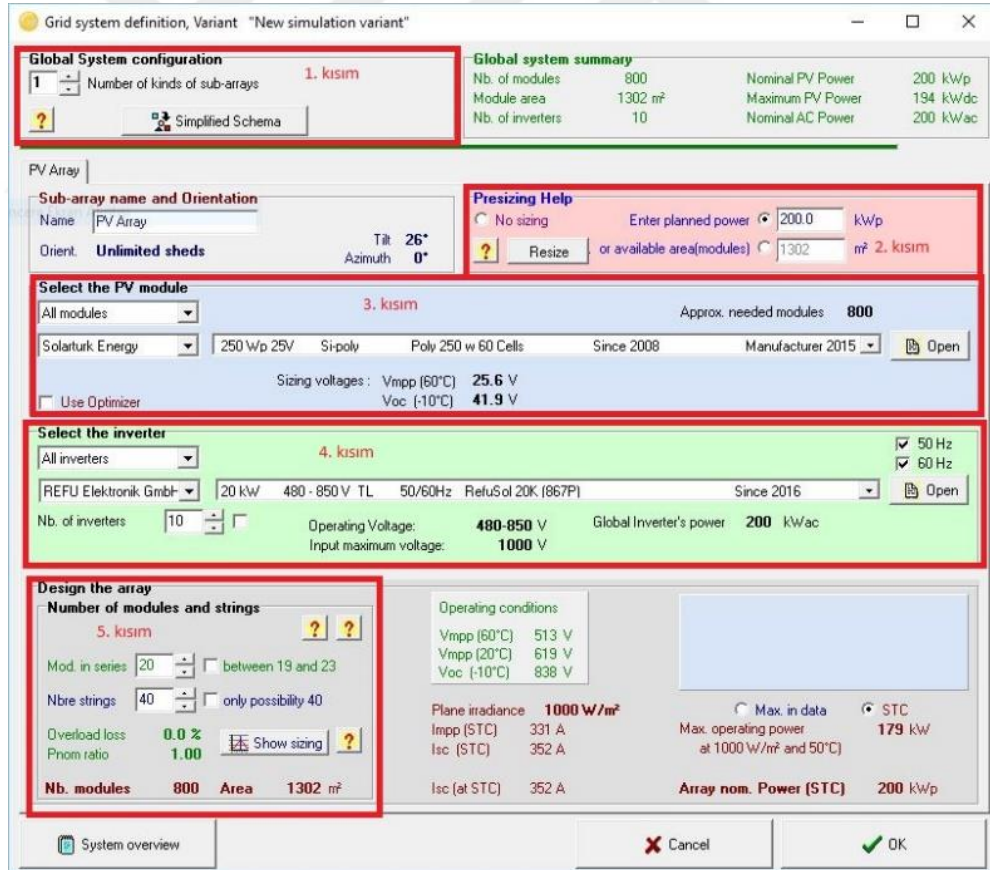 Grid system definition, Variant "New simulation variant"
Global System configuration
1 Number of kinds of sub-arrays
1. kısım
? Simplified Schema
Global system summary
Nb. of modules 800 Nominal PV Power 200 kWp
Module area 1302 m² Maximum PV Power 194 kWdc
Nb. of inverters 10 Nominal AC Power 200 kWac
PV Array
Sub-array name and Orientation
Name PV Array
Orient. Unlimited sheds
Tilt 26°
Azimuth 0°
Presizing Help
No sizing Enter planned power 200.0 kWp
? Resize or available area(modules) 1302 m² 2. kısım
Select the PV module
3. kısım
All modules Approx. needed modules 800
Solarturk Energy 250 Wp 25V Si-poly Poly 250 w 60 Cells Since 2008 Manufacturer 2015 Open
Sizing voltages : Vmpp (60°C) 25.6 V
Use Optimizer Voc (-10°C) 41.9 V
Select the inverter
50 Hz
All inverters 4. kısım
60 Hz
REFU Elektronik GmbH 20 kW 480 - 850 V TL 50/60Hz RefuSol 20K (867P) Since 2016 Open
Nb. of inverters 10 Operating Voltage: 480-850 V Global Inverter's power 200 kWac
Input maximum voltage: 1000 V
Design the array
Number of modules and strings
5. kısım ? ?
Mod. in series 20 between 19 and 23
Nbre strings 40 only possibility 40
Overload loss 0.0 %
Pnom ratio 1.00
Show sizing ?
Nb. modules 800 Area 1302 m²
Operating conditions
Vmpp (60°C) 513 V
Vmpp (20°C) 619 V
Voc (-10°C) 838 V
Plane irradiance 1000 W/m²
Impp (STC) 331 A
Isc (STC) 352 A
Isc (at STC) 352 A
Max. in data STC
Max. operating power 179 kW
at 1000 W/m² and 50°C)
Array nom. Power (STC) 200 kWp
System overview Cancel OK